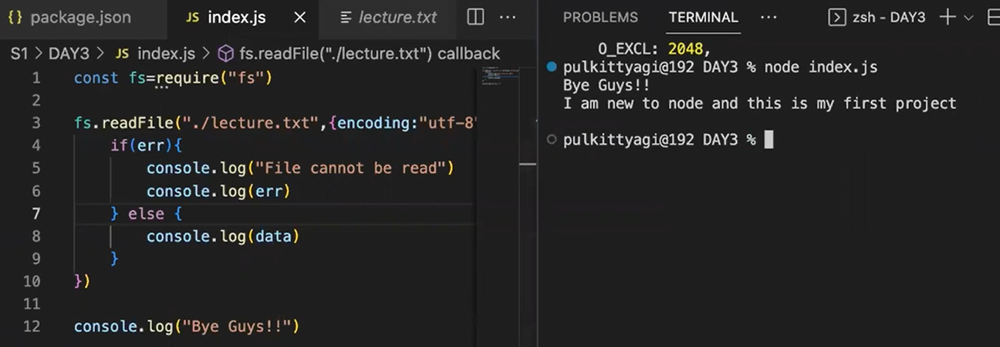 {} package.json JS index.js × lecture.txt ···
S1 > DAY3 > JS index.js > fs.readFile("./lecture.txt") callback
1 const fs=require("fs")
2
3 fs.readFile("./lecture.txt",{encoding:"utf-8"
4 if(err){
5 console.log("File cannot be read")
6 console.log(err)
7 } else {
8 console.log(data)
9 }
10 })
11
12 console.log("Bye Guys!!")
PROBLEMS TERMINAL ··· zsh - DAY3
O_EXCL: 2048,
pulkittyagi@192 DAY3 % node index.js
Bye Guys!!
I am new to node and this is my first project
pulkittyagi@192 DAY3 %